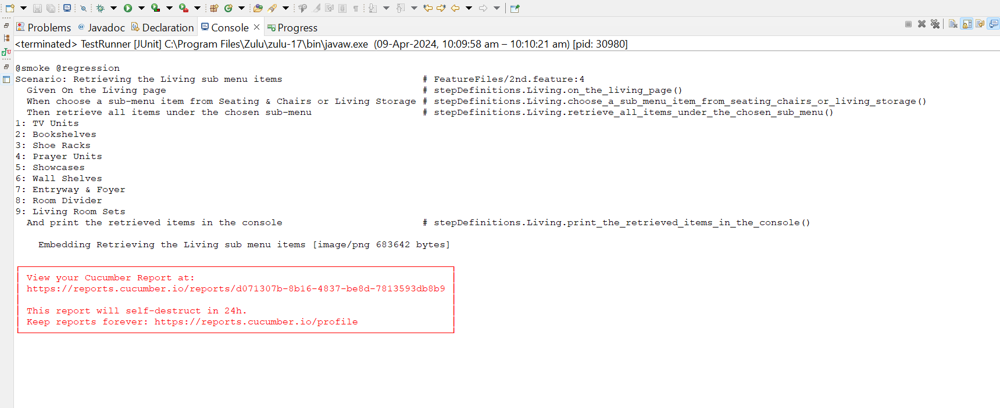 Problems @ Javadoc Declaration Console Progress
<terminated> TestRunner [JUnit] C:\Program Files\Zulu\zulu-17\bin\javaw.exe (09-Apr-2024, 10:09:58 am – 10:10:21 am) [pid: 30980]
@smoke @regression
Scenario: Retrieving the Living sub menu items # FeatureFiles/2nd.feature:4
Given On the Living page # stepDefinitions.Living.on_the_living_page()
When choose a sub-menu item from Seating & Chairs or Living Storage # stepDefinitions.Living.choose_a_sub_menu_item_from_seating_chairs_or_living_storage()
Then retrieve all items under the chosen sub-menu # stepDefinitions.Living.retrieve_all_items_under_the_chosen_sub_menu()
1: TV Units
2: Bookshelves
3: Shoe Racks
4: Prayer Units
5: Showcases
6: Wall Shelves
7: Entryway & Foyer
8: Room Divider
9: Living Room Sets
And print the retrieved items in the console # stepDefinitions.Living.print_the_retrieved_items_in_the_console()
Embedding Retrieving the Living sub menu items [image/png 683642 bytes]
View your Cucumber Report at:
https://reports.cucumber.io/reports/d071307b-8b16-4837-be8d-7813593db8b9
This report will self-destruct in 24h.
Keep reports forever: https://reports.cucumber.io/profile